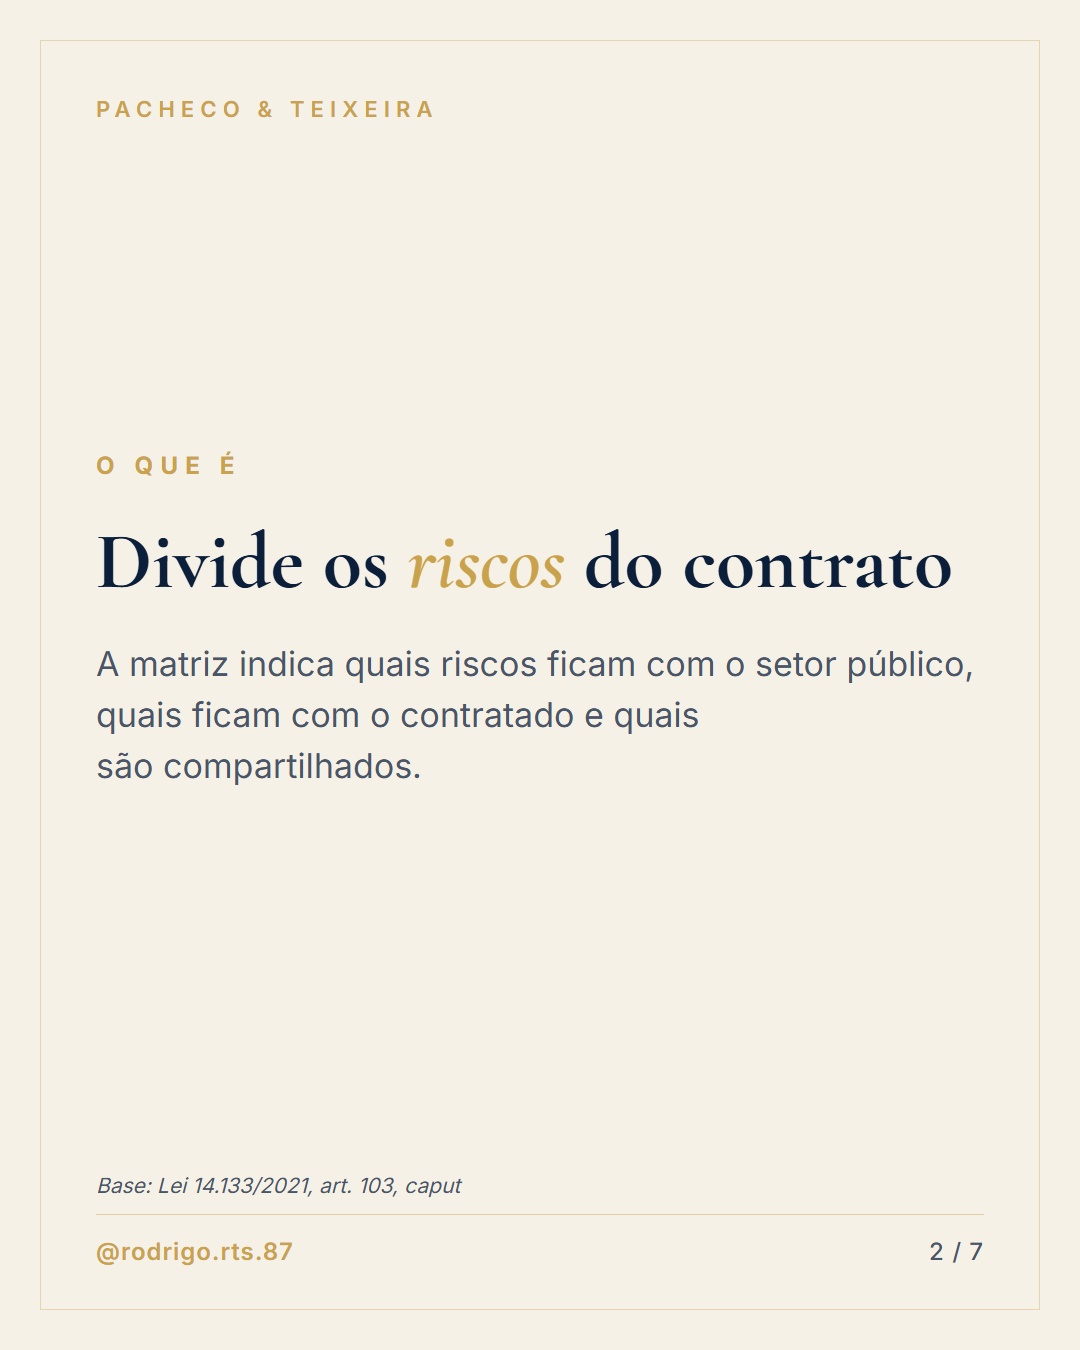 PACHECO & TEIXEIRA
O QUE É
Divide os riscos do contrato
A matriz indica quais riscos ficam com o setor público,
quais ficam com o contratado e quais
são compartilhados.
Base: Lei 14.133/2021, art. 103, caput
@rodrigo.rts.87
2 / 7